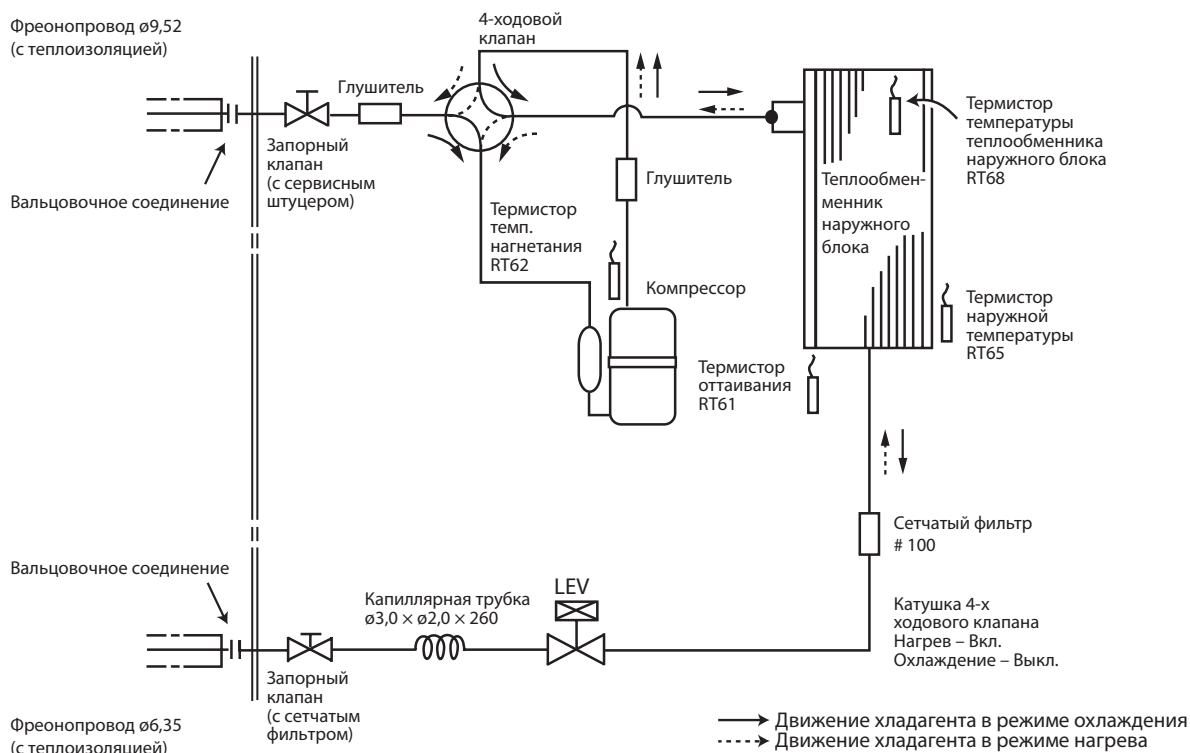 Фреонопровод ø9,52
(с теплоизоляцией)
4-ходовой
клапан
Глушитель
Запорный
клапан
(с сервисным
штуцером)
Вальцовочное соединение
Термистор
темп.
нагнетания
RT62
Глушитель
Компрессор
Теплообмен-
менник
наружного
блока
Термистор
температуры
теплообменника
наружного блока
RT68
Термистор
наружной
температуры
RT65
Термистор
оттаивания
RT61
Сетчатый фильтр
# 100
Вальцовочное соединение
Капиллярная трубка
ø3,0 × ø2,0 × 260
LEV
Катушка 4-х
ходового клапана
Нагрев – Вкл.
Охлаждение – Выкл.
Запорный
клапан
(с сетчатым
фильтром)
Фреонопровод ø6,35
(с теплоизоляцией)
Движение хладагента в режиме охлаждения
Движение хладагента в режиме нагрева